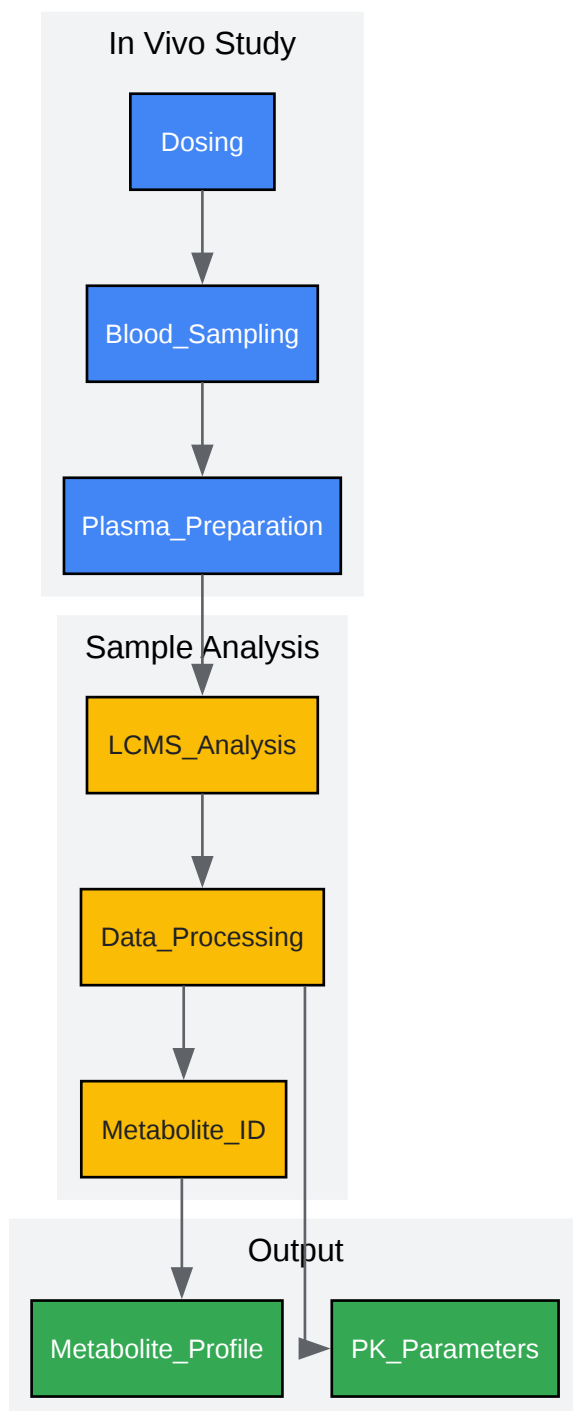 In Vivo Study
Dosing
Blood_Sampling
Plasma_Preparation
Sample Analysis
LCMS_Analysis
Data_Processing
Metabolite_ID
Output
Metabolite_Profile
PK_Parameters